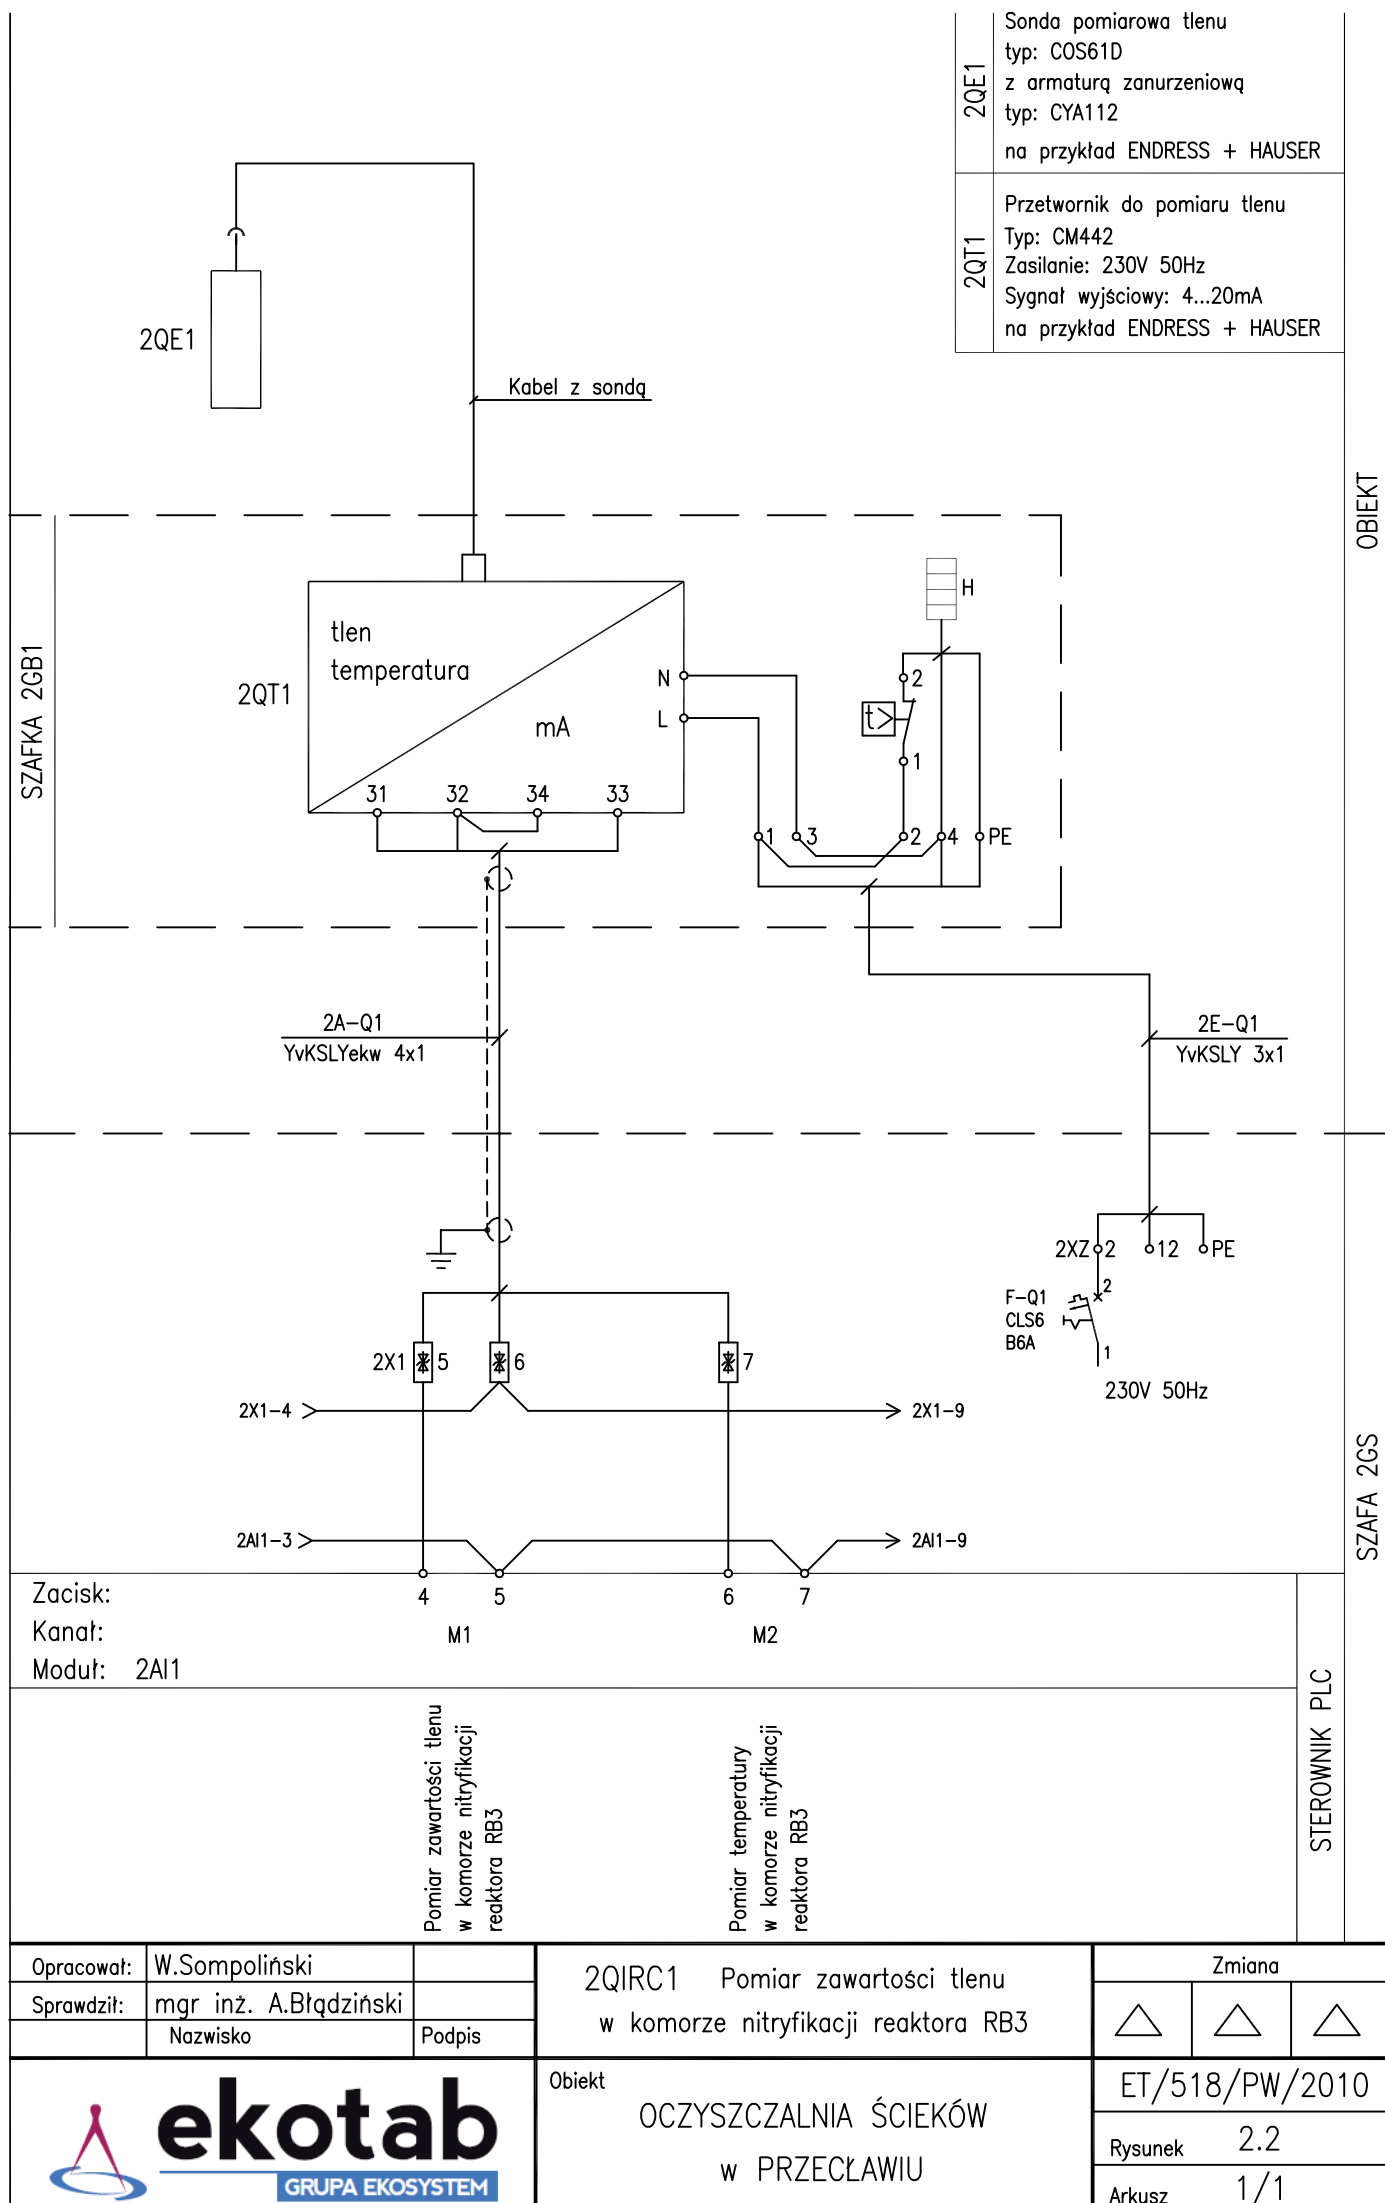 Sonda pomiarowa tlenu
typ: COS61D
z armaturą zanurzeniową
typ: CYA112
na przykład ENDRESS + HAUSER
2QE1
Przetwornik do pomiaru tlenu
Typ: CM442
Zasilanie: 230V 50Hz
Sygnał wyjściowy: 4...20mA
na przykład ENDRESS + HAUSER
2QT1
2QE1
Kabel z sondą
OBIEKT
SZAFKA 2GB1
2QT1
tlen
temperatura
mA
N
L
31 32 34 33
H
2
t>
1
1 3 2 4 PE
2A-Q1
YvKSLYekw 4x1
2E-Q1
YvKSLY 3x1
2XZ 2 12 PE
F-Q1
CLS6
B6A
2
1
230V 50Hz
2X1 5 6 7
2X1-4 2X1-9
2AI1-3 2AI1-9
SZAFA 2GS
Zacisk: 4 5 6 7
Kanał: M1 M2
Moduł: 2AI1
STEROWNIK PLC
Pomiar zawartości tlenu
w komorze nitryfikacji
reaktora RB3
Pomiar temperatury
w komorze nitryfikacji
reaktora RB3
Opracował: W.Sompoliński
Sprawdził: mgr inż. A.Błądziński
Nazwisko Podpis
2QIRC1 Pomiar zawartości tlenu
w komorze nitryfikacji reaktora RB3
Zmiana
ekotab
GRUPA EKOSYSTEM
Obiekt
OCZYSZCZALNIA ŚCIEKÓW
w PRZECŁAWIU
ET/518/PW/2010
Rysunek 2.2
Arkusz 1/1